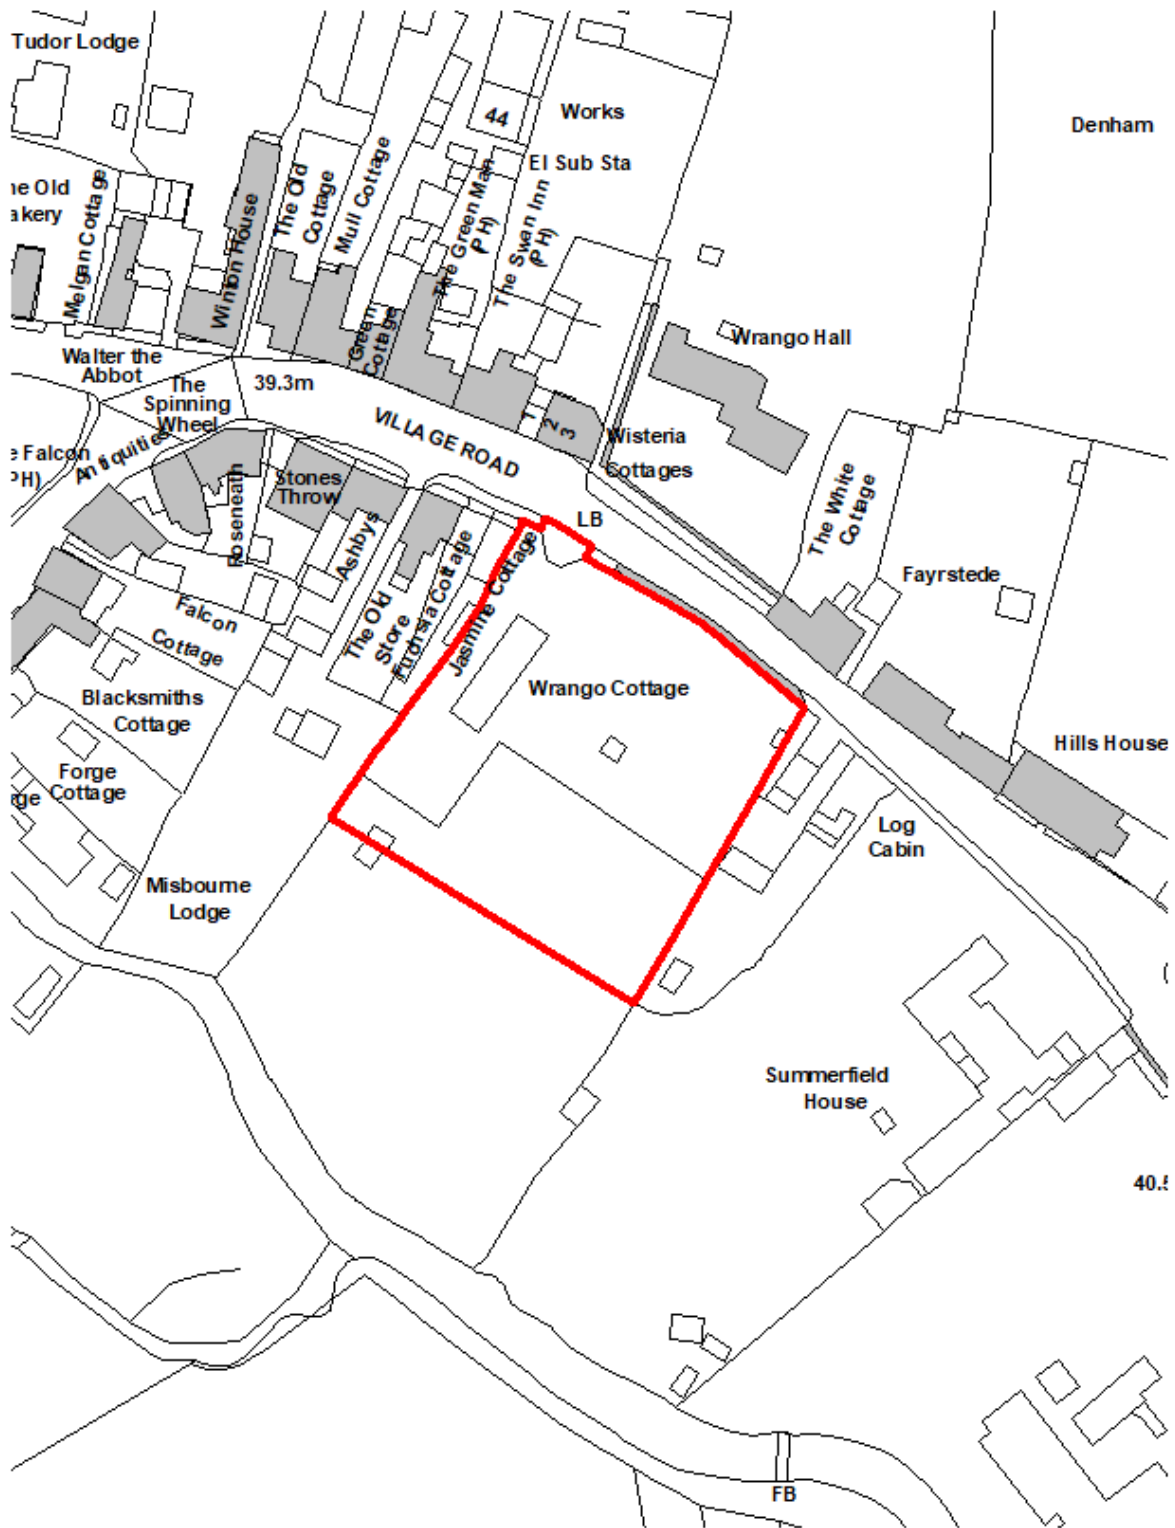 Tudor Lodge
44
Works
Denham
El Sub Sta
The Old
Cottage
Mull Cottage
The Green Man
(PH)
The Swan Inn
(PH)
Melgan Cottage
Winton House
Green
Cottage
Wrango Hall
Walter the
Abbot
The
Spinning
Wheel
39.3m
VILLAGE ROAD
1
2
3
Wisteria
Cottages
Falcon
PH)
Antiquities
Roseneath
Stones
Throw
Ashbys
LB
The White
Cottage
Fayrstede
The Old
Store
Fuchsia Cottage
Jasmine Cottage
Falcon
Cottage
Wrango Cottage
Blacksmiths
Cottage
Hills House
Forge
Cottage
Log
Cabin
Misbourne
Lodge
Summerfield
House
FB